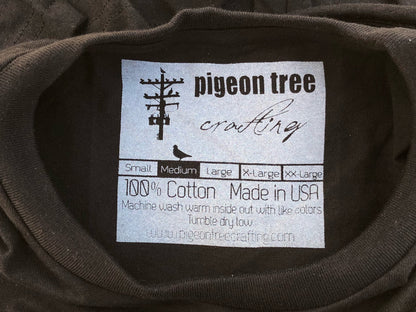 pigeon tree
crafting
Small Medium Large X-Large XX-Large
100% Cotton Made in USA
Machine wash warm inside out with like colors
Tumble dry low
www.pigeontreecrafting.com